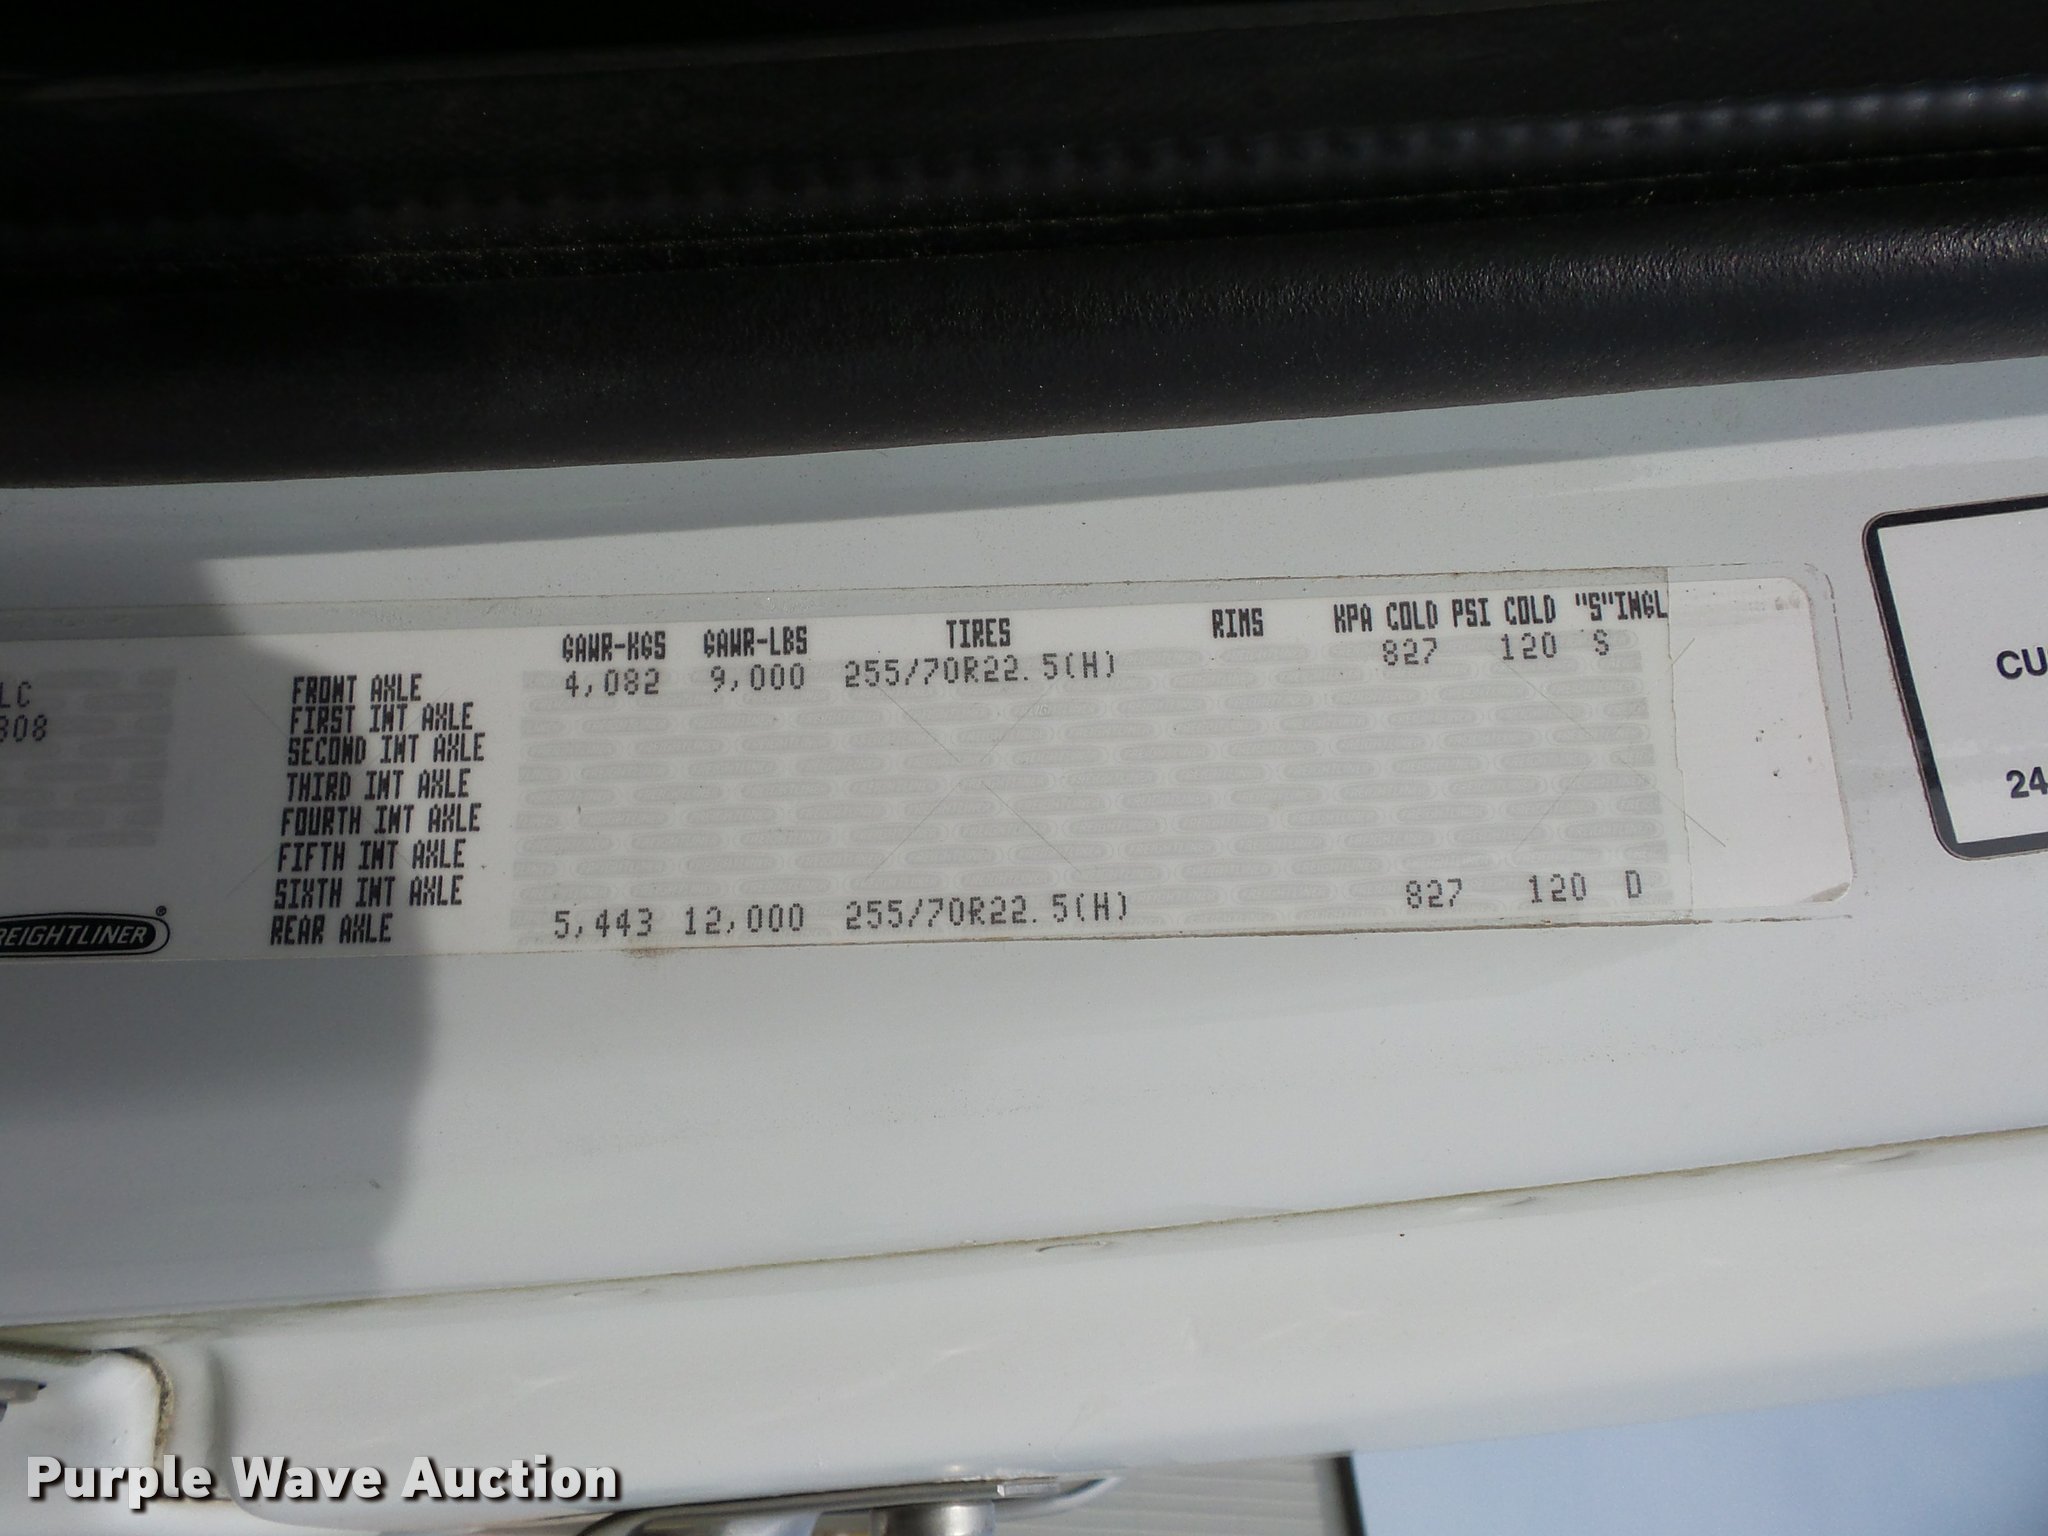 GAWR-KGS GAWR-LBS TIRES RIMS KPA COLD PSI COLD "S"INGL
FRONT AXLE 4,082 9,000 255/70R22.5(H) 827 120 S
FIRST INT AXLE
SECOND INT AXLE
THIRD INT AXLE
FOURTH INT AXLE
FIFTH INT AXLE
SIXTH INT AXLE
REAR AXLE 5,443 12,000 255/70R22.5(H) 827 120 D
LC
808
REIGHTLINER®
CU
24
Purple Wave Auction